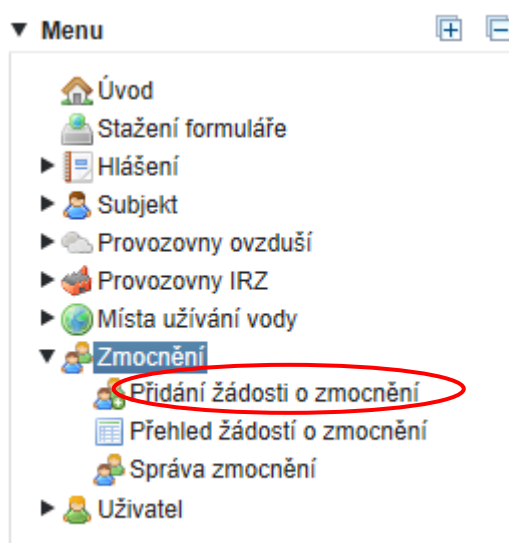 Menu
Úvod
Stažení formuláře
Hlášení
Subjekt
Provozovny ovzduší
Provozovny IRZ
Místa užívání vody
Zmocnění
Přidání žádosti o zmocnění
Přehled žádostí o zmocnění
Správa zmocnění
Uživatel